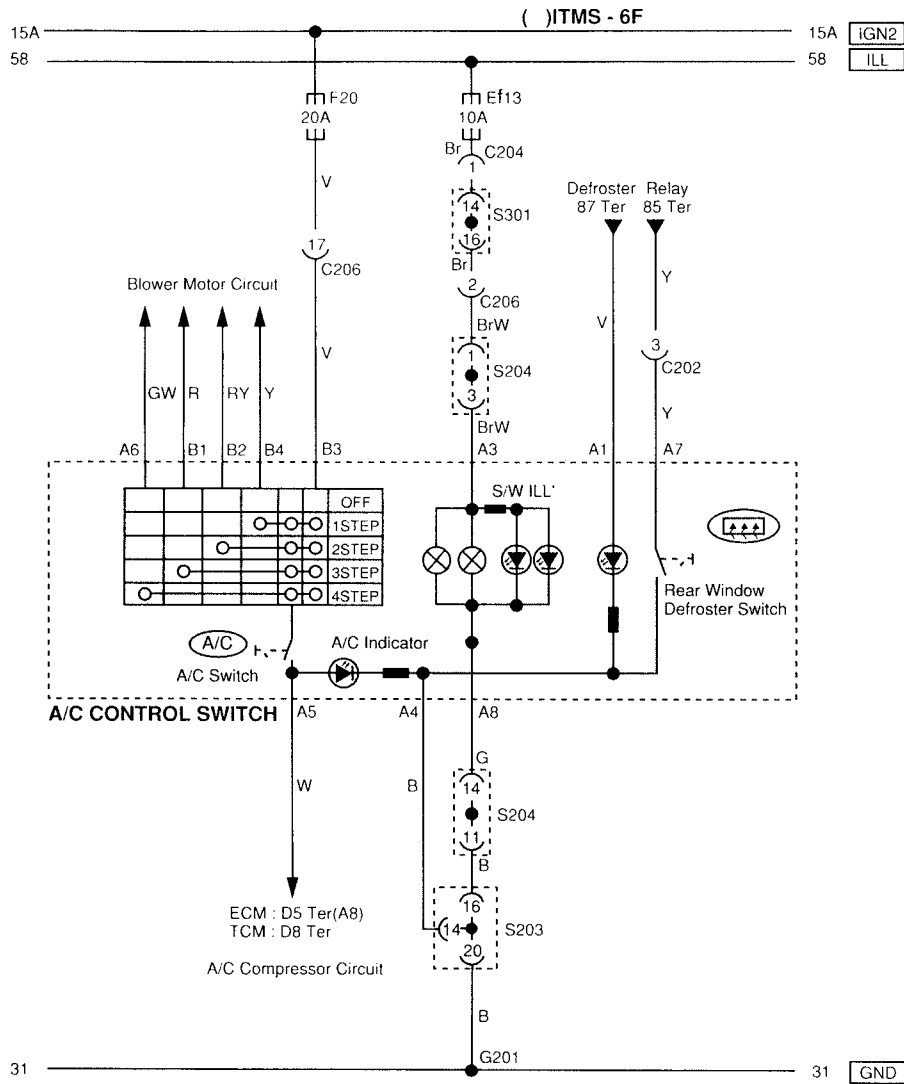 ( )ITMS - 6F
15A 15A IGN2
58 58 ILL
F20 Ef13
20A 10A
Br C204
1
V
Defroster Relay
87 Ter 85 Ter
14 S301
16
17 Br
C206 2 Y
Blower Motor Circuit C206
BrW V
V 1 3
S204 C202
GW R RY Y 3
BrW Y
A6 B1 B2 B4 B3 A3 A1 A7
OFF S/W ILL'
1STEP
2STEP
3STEP
4STEP
Rear Window
Defroster Switch
A/C A/C Indicator
A/C Switch
A/C CONTROL SWITCH A5 A4 A8
G
W B 14
S204
11
B
ECM : D5 Ter(A8) 16
TCM : D8 Ter 14 S203
20
A/C Compressor Circuit
B
G201
31 31 GND